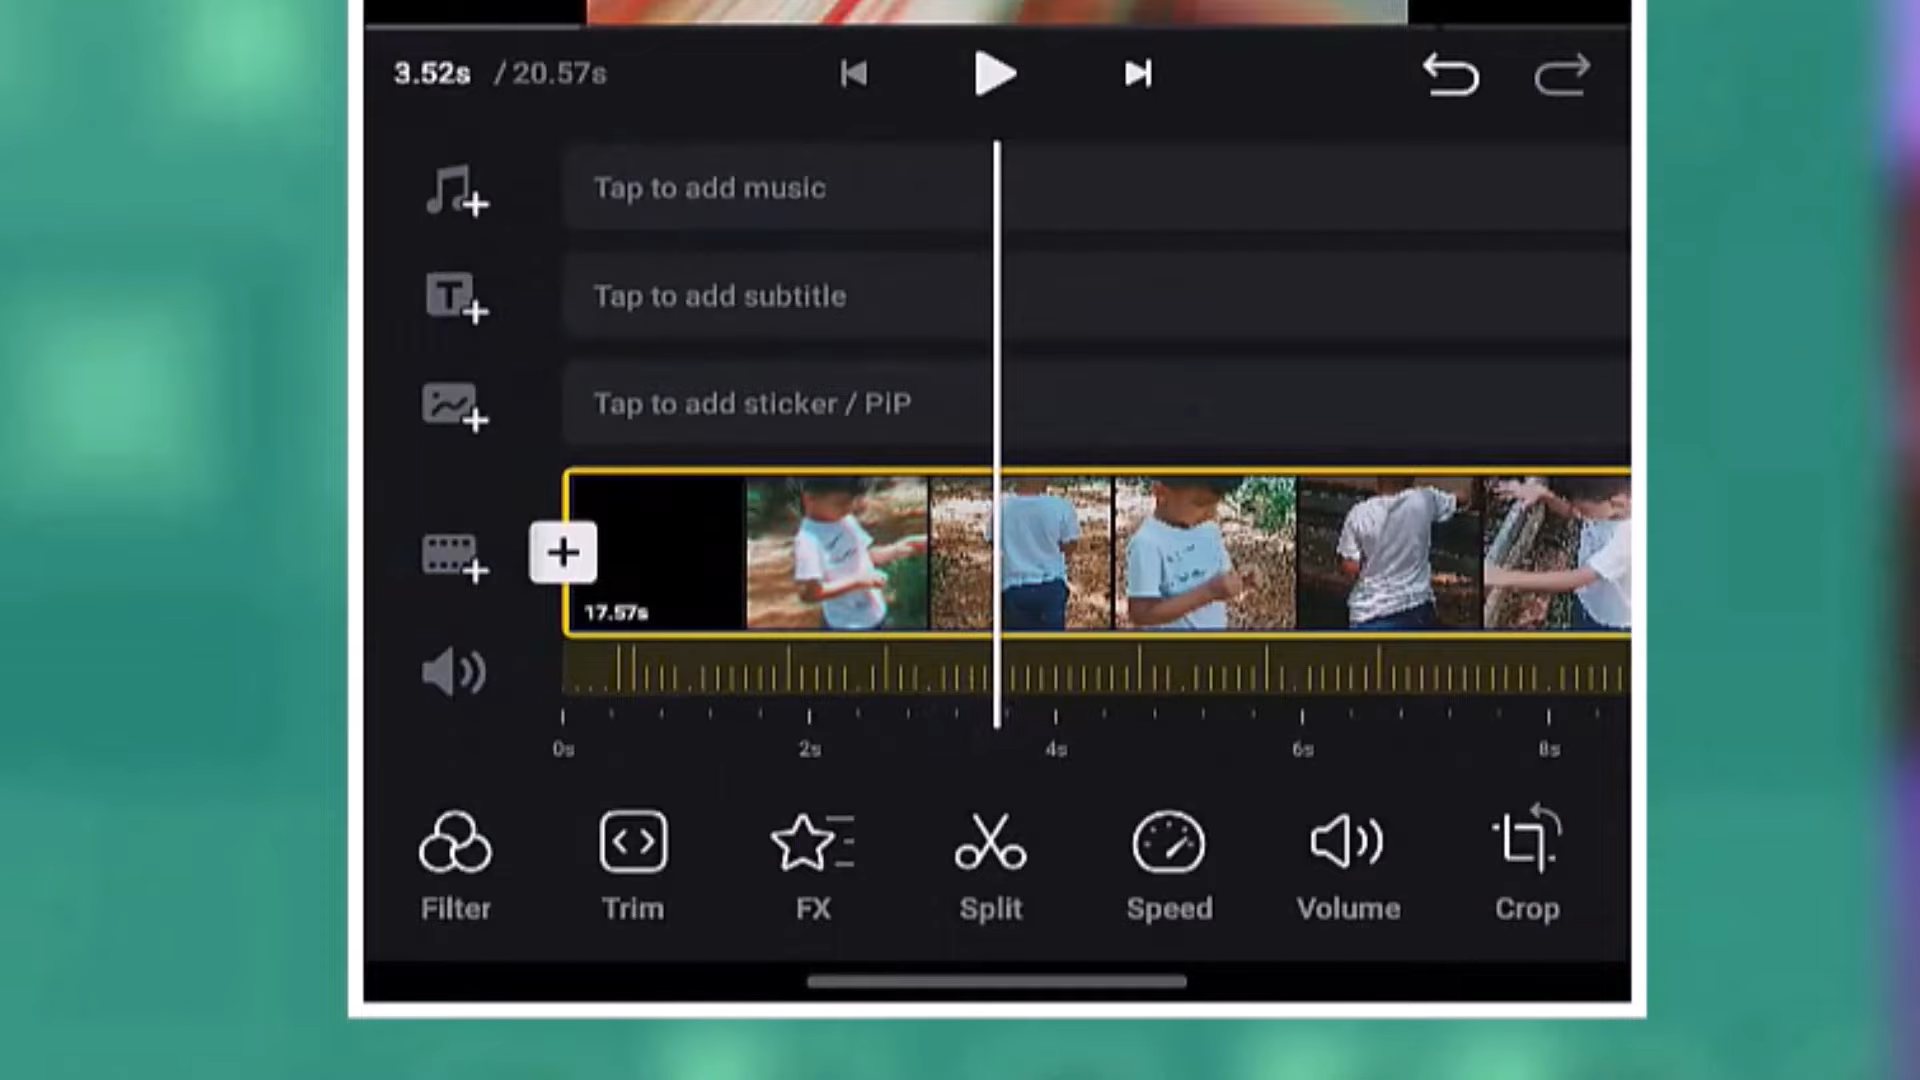 3.52s / 20.57s
Tap to add music
T
Tap to add subtitle
Tap to add sticker / PiP
17.57s
0s 2s 4s 6s 8s
Filter Trim FX Split Speed Volume Crop